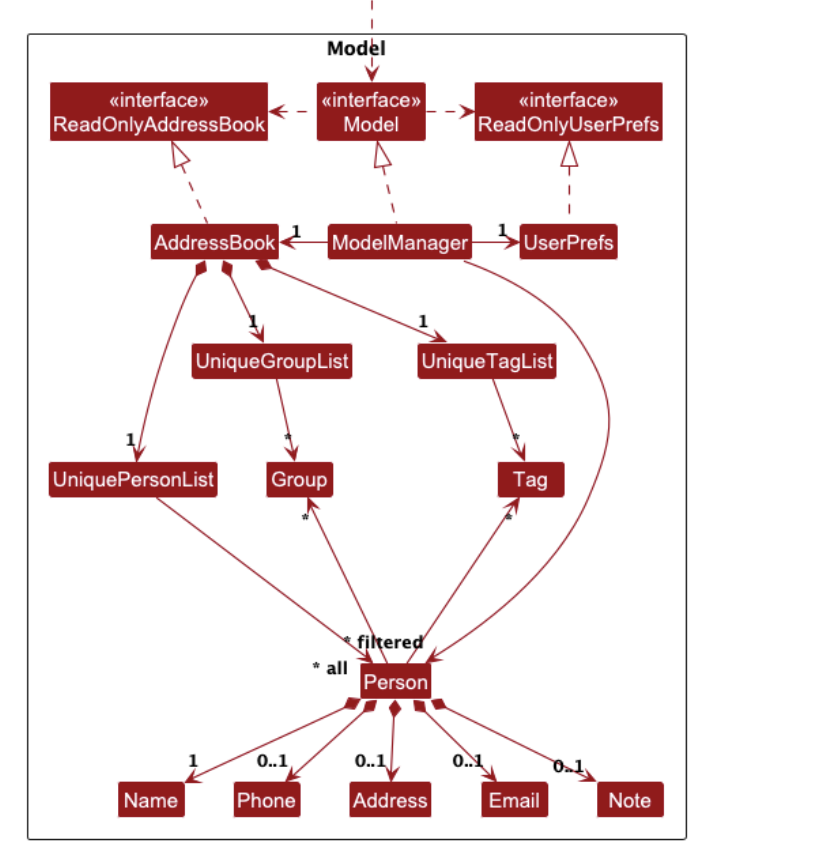 Model
«interface»
ReadOnlyAddressBook
«interface»
Model
«interface»
ReadOnlyUserPrefs
AddressBook
1
ModelManager
1
UserPrefs
1
1
UniqueGroupList
UniqueTagList
1
*
*
UniquePersonList
Group
Tag
*
*
* filtered
* all
Person
1
0..1
0..1
0..1
0..1
Name
Phone
Address
Email
Note